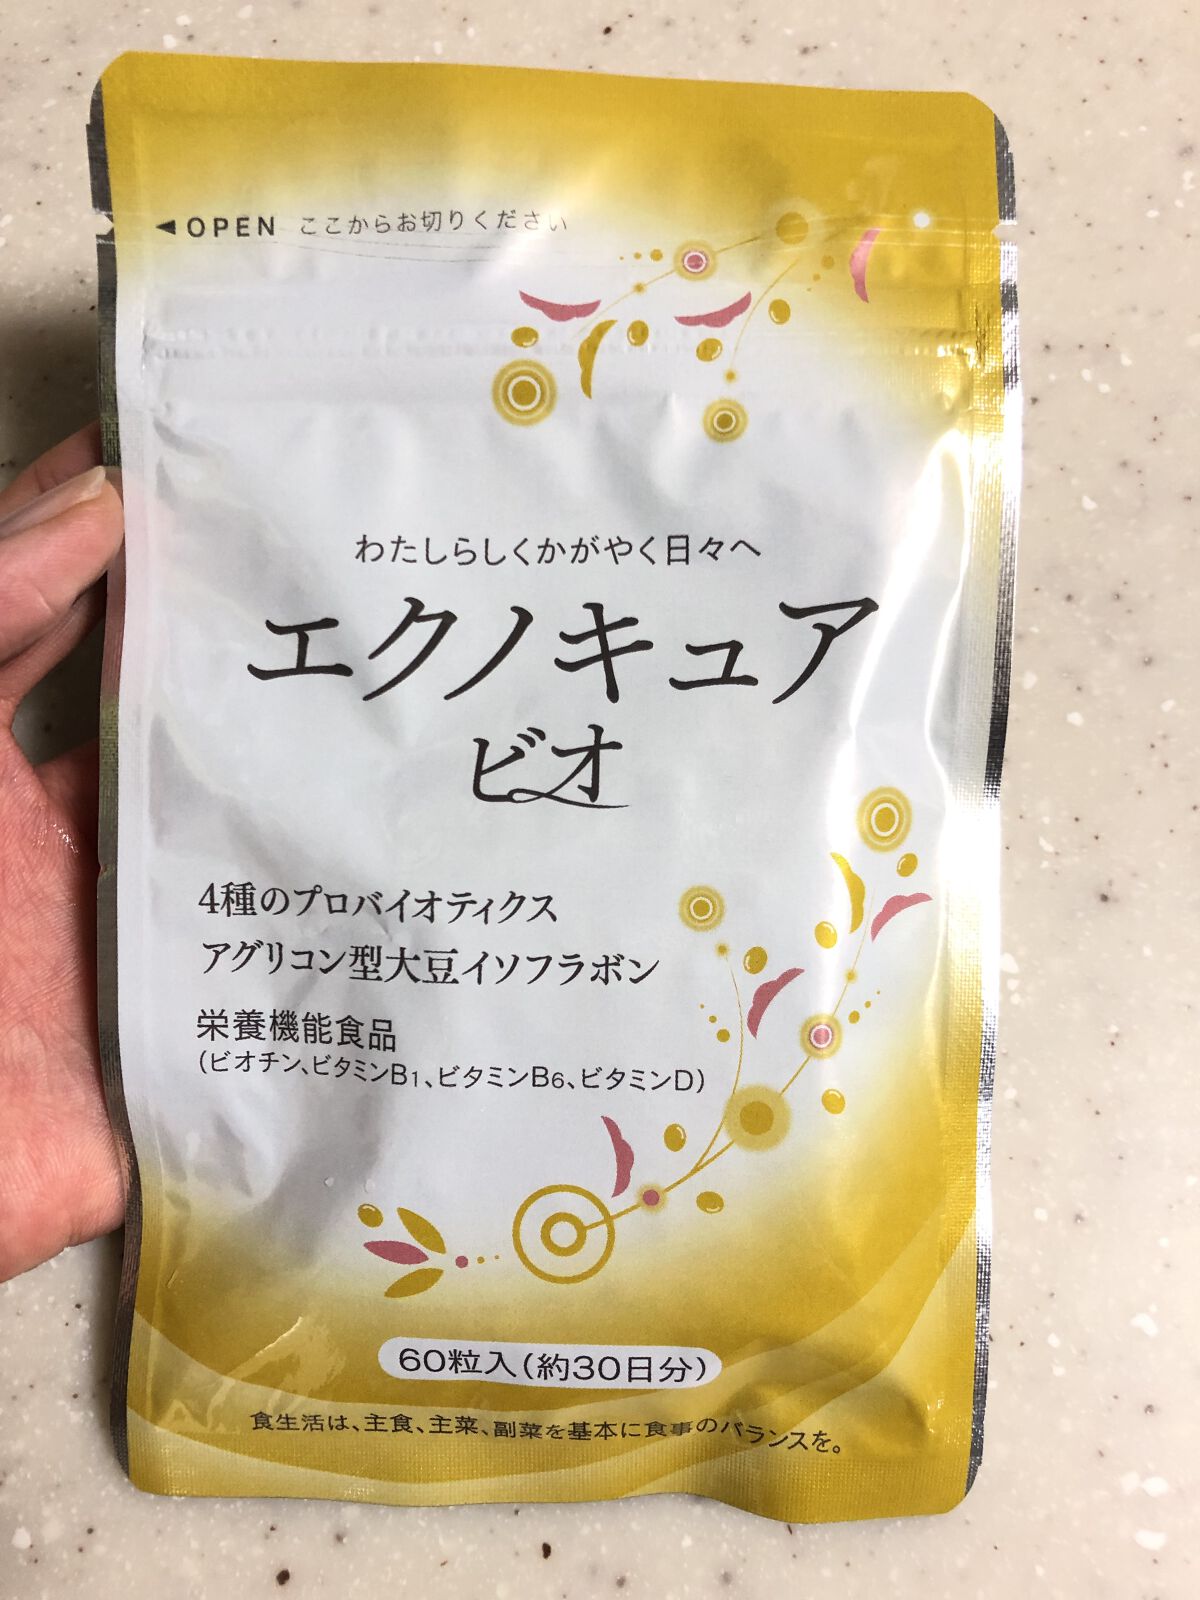 ◀OPEN ここからお切りください
わたしらしくかがやく日々へ
エクノキュア
ビオ
4種のプロバイオティクス
アグリコン型大豆イソフラボン
栄養機能食品
(ビオチン、ビタミンB1、ビタミンB6、ビタミンD)
60粒入(約30日分)
食生活は、主食、主菜、副菜を基本に食事のバランスを。